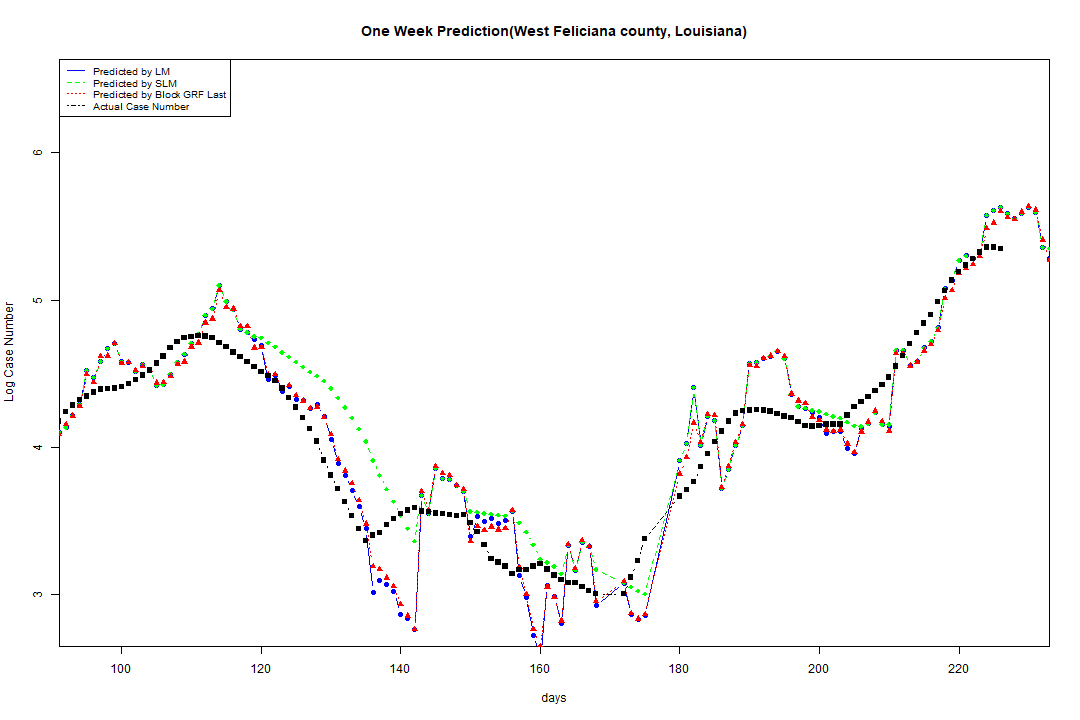 One Week Prediction(West Feliciana county, Louisiana)
Predicted by LM
Predicted by SLM
Predicted by Block GRF Last
Actual Case Number
6
5
4
3
Log Case Number
100 120 140 160 180 200 220
days